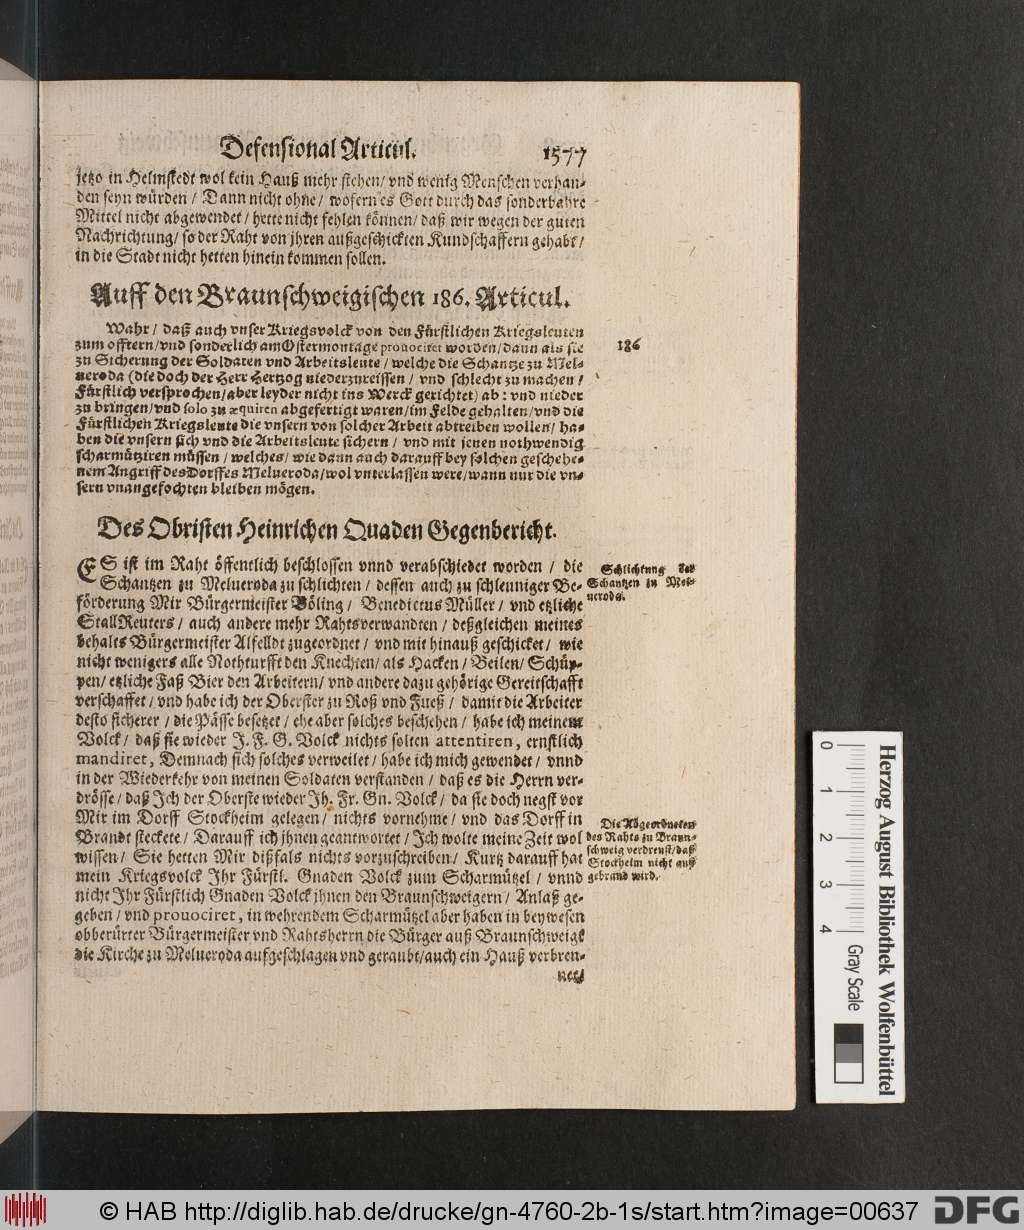 Defensional Articul. 1577
jetzo in Helmstedt wol kein Hauß mehr stehen/ vnd wenig Menschen verhan-
den seyn würden / Dann nicht ohne / wofern es Gott durch das sonderbahre
Mittel nicht abgewendet / hette nicht fehlen können / daß wir wegen der guten
Nachrichtung / so der Raht von jhren außgeschickten Kundschaffern gehabt /
in die Stadt nicht hetten hinein kommen sollen.
Auff den Braunschweigischen 186. Articul.
Wahr / daß auch vnser Kriegsvolck von den Fürstlichen Kriegsleuten
zum offtern/vnd sonderlich am Ostermontage prouociret worden/dann als sie
zu Sicherung der Soldaten vnd Arbeitsleute / welche die Schantze zu Mel-
ueroda (die doch der Herr Hertzog niederzureissen / vnd schlecht zu machen /
Fürstlich versprochen/aber leyder nicht ins Werck gerichtet) ab: vnd nieder
zu bringen/vnd solo zu æquiren abgefertigt waren/im Felde gehalten/vnd die
Fürstlichen Kriegsleute die vnsern von solcher Arbeit abtreiben wollen/ ha-
ben die vnsern sich vnd die Arbeitsleute sichern / vnd mit jenen nothwendig
scharmütziren müssen / welches/ wie dann auch darauff bey solchen geschehe-
nem Angriff des Dorffes Melueroda/wol vnterlassen were/wann nur die vn-
sern vnangefochten bleiben mögen.
186
Des Obristen Heinrichen Quaden Gegenbericht.
ES ist im Raht öffentlich beschlossen vnnd verabschiedet worden / die
Schantzen zu Melueroda zu schlichten / dessen auch zu schleuniger Be-
förderung Mir Bürgermeister Böling / Benedictus Müller / vnd etzliche
StallReuters / auch andere mehr Rahtsverwandten / deßgleichen meines
behalts Bürgermeister Alfelldt zugeordnet / vnd mit hinauß geschicket / wie
nicht wenigers alle Nothturfft den Knechten/ als Hacken / Beilen/ Schüp-
pen/ etzliche Faß Bier den Arbeitern/ vnd andere dazu gehörige Gereitschafft
verschaffet / vnd habe ich der Oberster zu Roß vnd Fueß / damit die Arbeiter
desto sicherer / die Pässe besetzet / ehe aber solches beschehen / habe ich meinem
Volck / daß sie wieder J. F. G. Volck nichts solten attentiren, ernstlich
mandiret, Demnach sich solches verweilet / habe ich mich gewendet / vnnd
in der Wiederkehr von meinen Soldaten verstanden / daß es die Herrn ver-
drösse / daß Ich der Oberste wieder Jh. Fr. Gn. Volck / da sie doch negst vor
Mir im Dorff Stockheim gelegen / nichts vornehme / vnd das Dorff in
Brandt steckete / Darauff ich jhnen geantwortet / Ich wolte meine Zeit wol
wissen / Sie hetten Mir dißfals nichts vorzuschreiben / Kurtz darauff hat
mein Kriegsvolck Jhr Fürstl. Gnaden Volck zum Scharmützel / vnnd
nicht Ihr Fürstlich Gnaden Volck jhnen den Braunschweigern / Anlaß ge-
geben / vnd prouociret, in wehrendem Scharmützel aber haben in beywesen
obberürter Bürgermeister vnd Rahtsherrn die Bürger auß Braunschweigk
die Kirche zu Melueroda aufgeschlagen vnd geraubt/auch ein Hauß verbren-
net/
Schlichtung der
Schantzen zu Mel-
ueroda.
Die Abgeordneten
des Rahts zu Braun-
schweig verdreust/daß
Stockheim nicht auß
gebrand wird.
0 1 2 3 4
Gray Scale
Herzog August Bibliothek Wolfenbüttel
© HAB http://diglib.hab.de/drucke/gn-4760-2b-1s/start.htm?image=00637
DFG